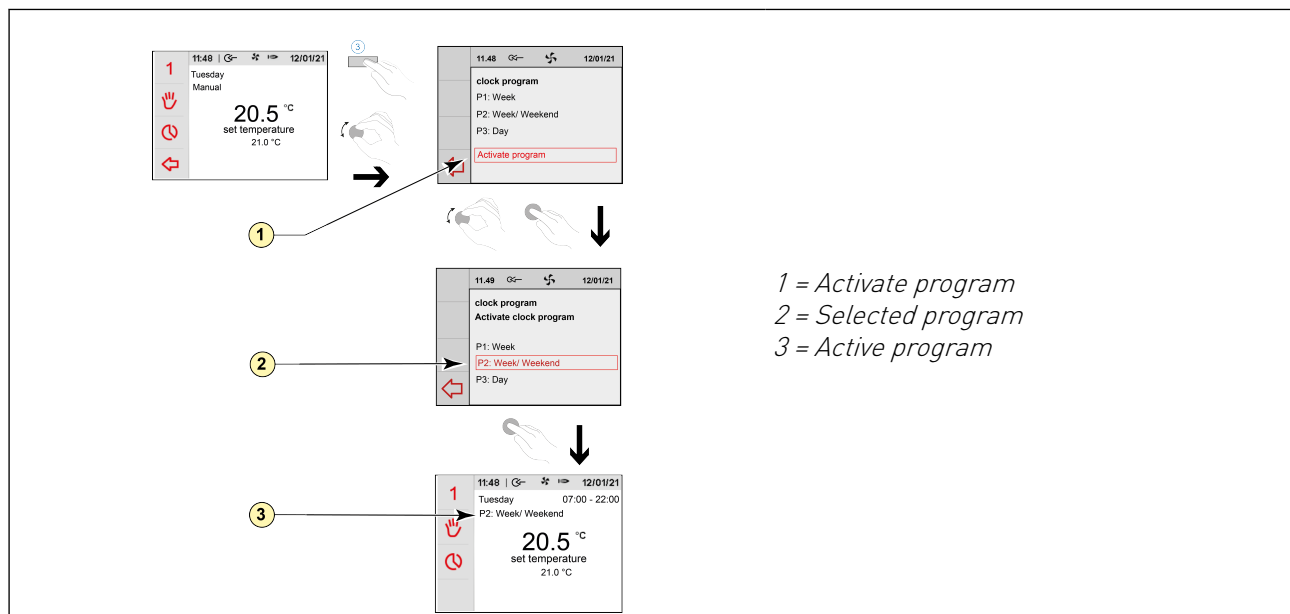 11:48 | 12/01/21
1
Tuesday
Manual
20.5 °C
set temperature
21.0 °C
3
11.48 12/01/21
clock program
P1: Week
P2: Week/ Weekend
P3: Day
Activate program
1
11.49 12/01/21
clock program
Activate clock program
P1: Week
P2: Week/ Weekend
P3: Day
2
11:48 | 12/01/21
1
Tuesday 07:00 - 22:00
P2: Week/ Weekend
20.5 °C
set temperature
21.0 °C
3
1 = Activate program
2 = Selected program
3 = Active program